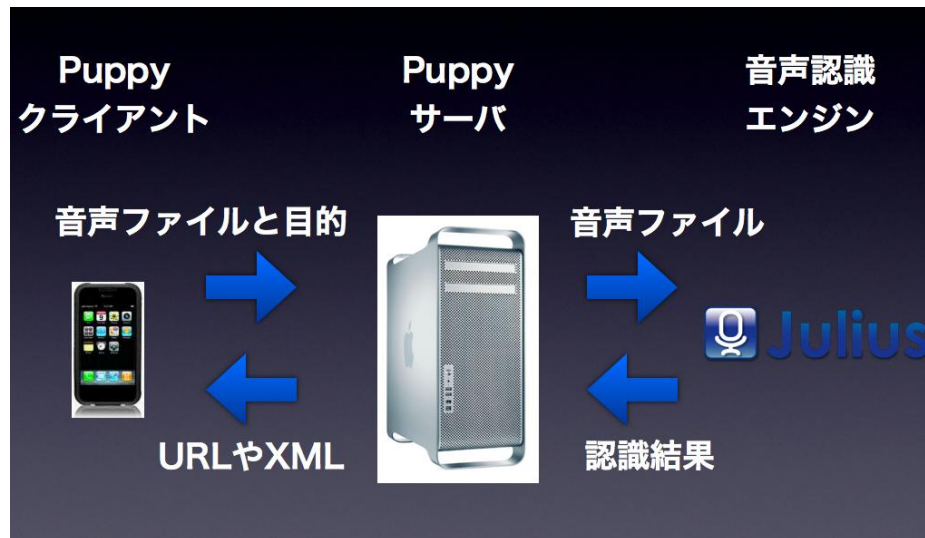 Puppy
クライアント
Puppy
サーバ
音声認識
エンジン
音声ファイルと目的
音声ファイル
Julius
URLやXML
認識結果